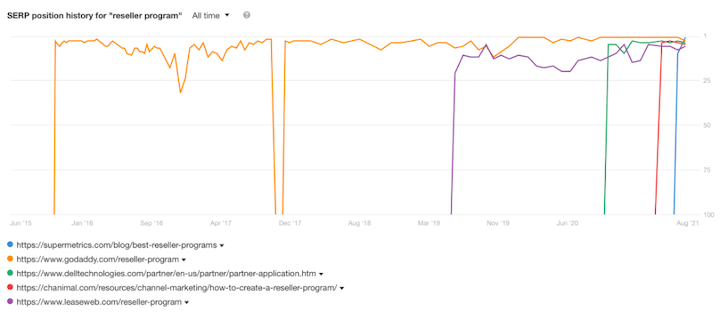 SERP position history for "reseller program" All time
1
25
50
75
100
Jun '15 Jan '16 Sep '16 Apr '17 Dec '17 Aug '18 Mar '19 Nov '19 Jun '20 Aug '21
https://supermetrics.com/blog/best-reseller-programs
https://www.godaddy.com/reseller-program
https://www.delltechnologies.com/partner/en-us/partner/partner-application.htm
https://chanimal.com/resources/channel-marketing/how-to-create-a-reseller-program/
https://www.leaseweb.com/reseller-program